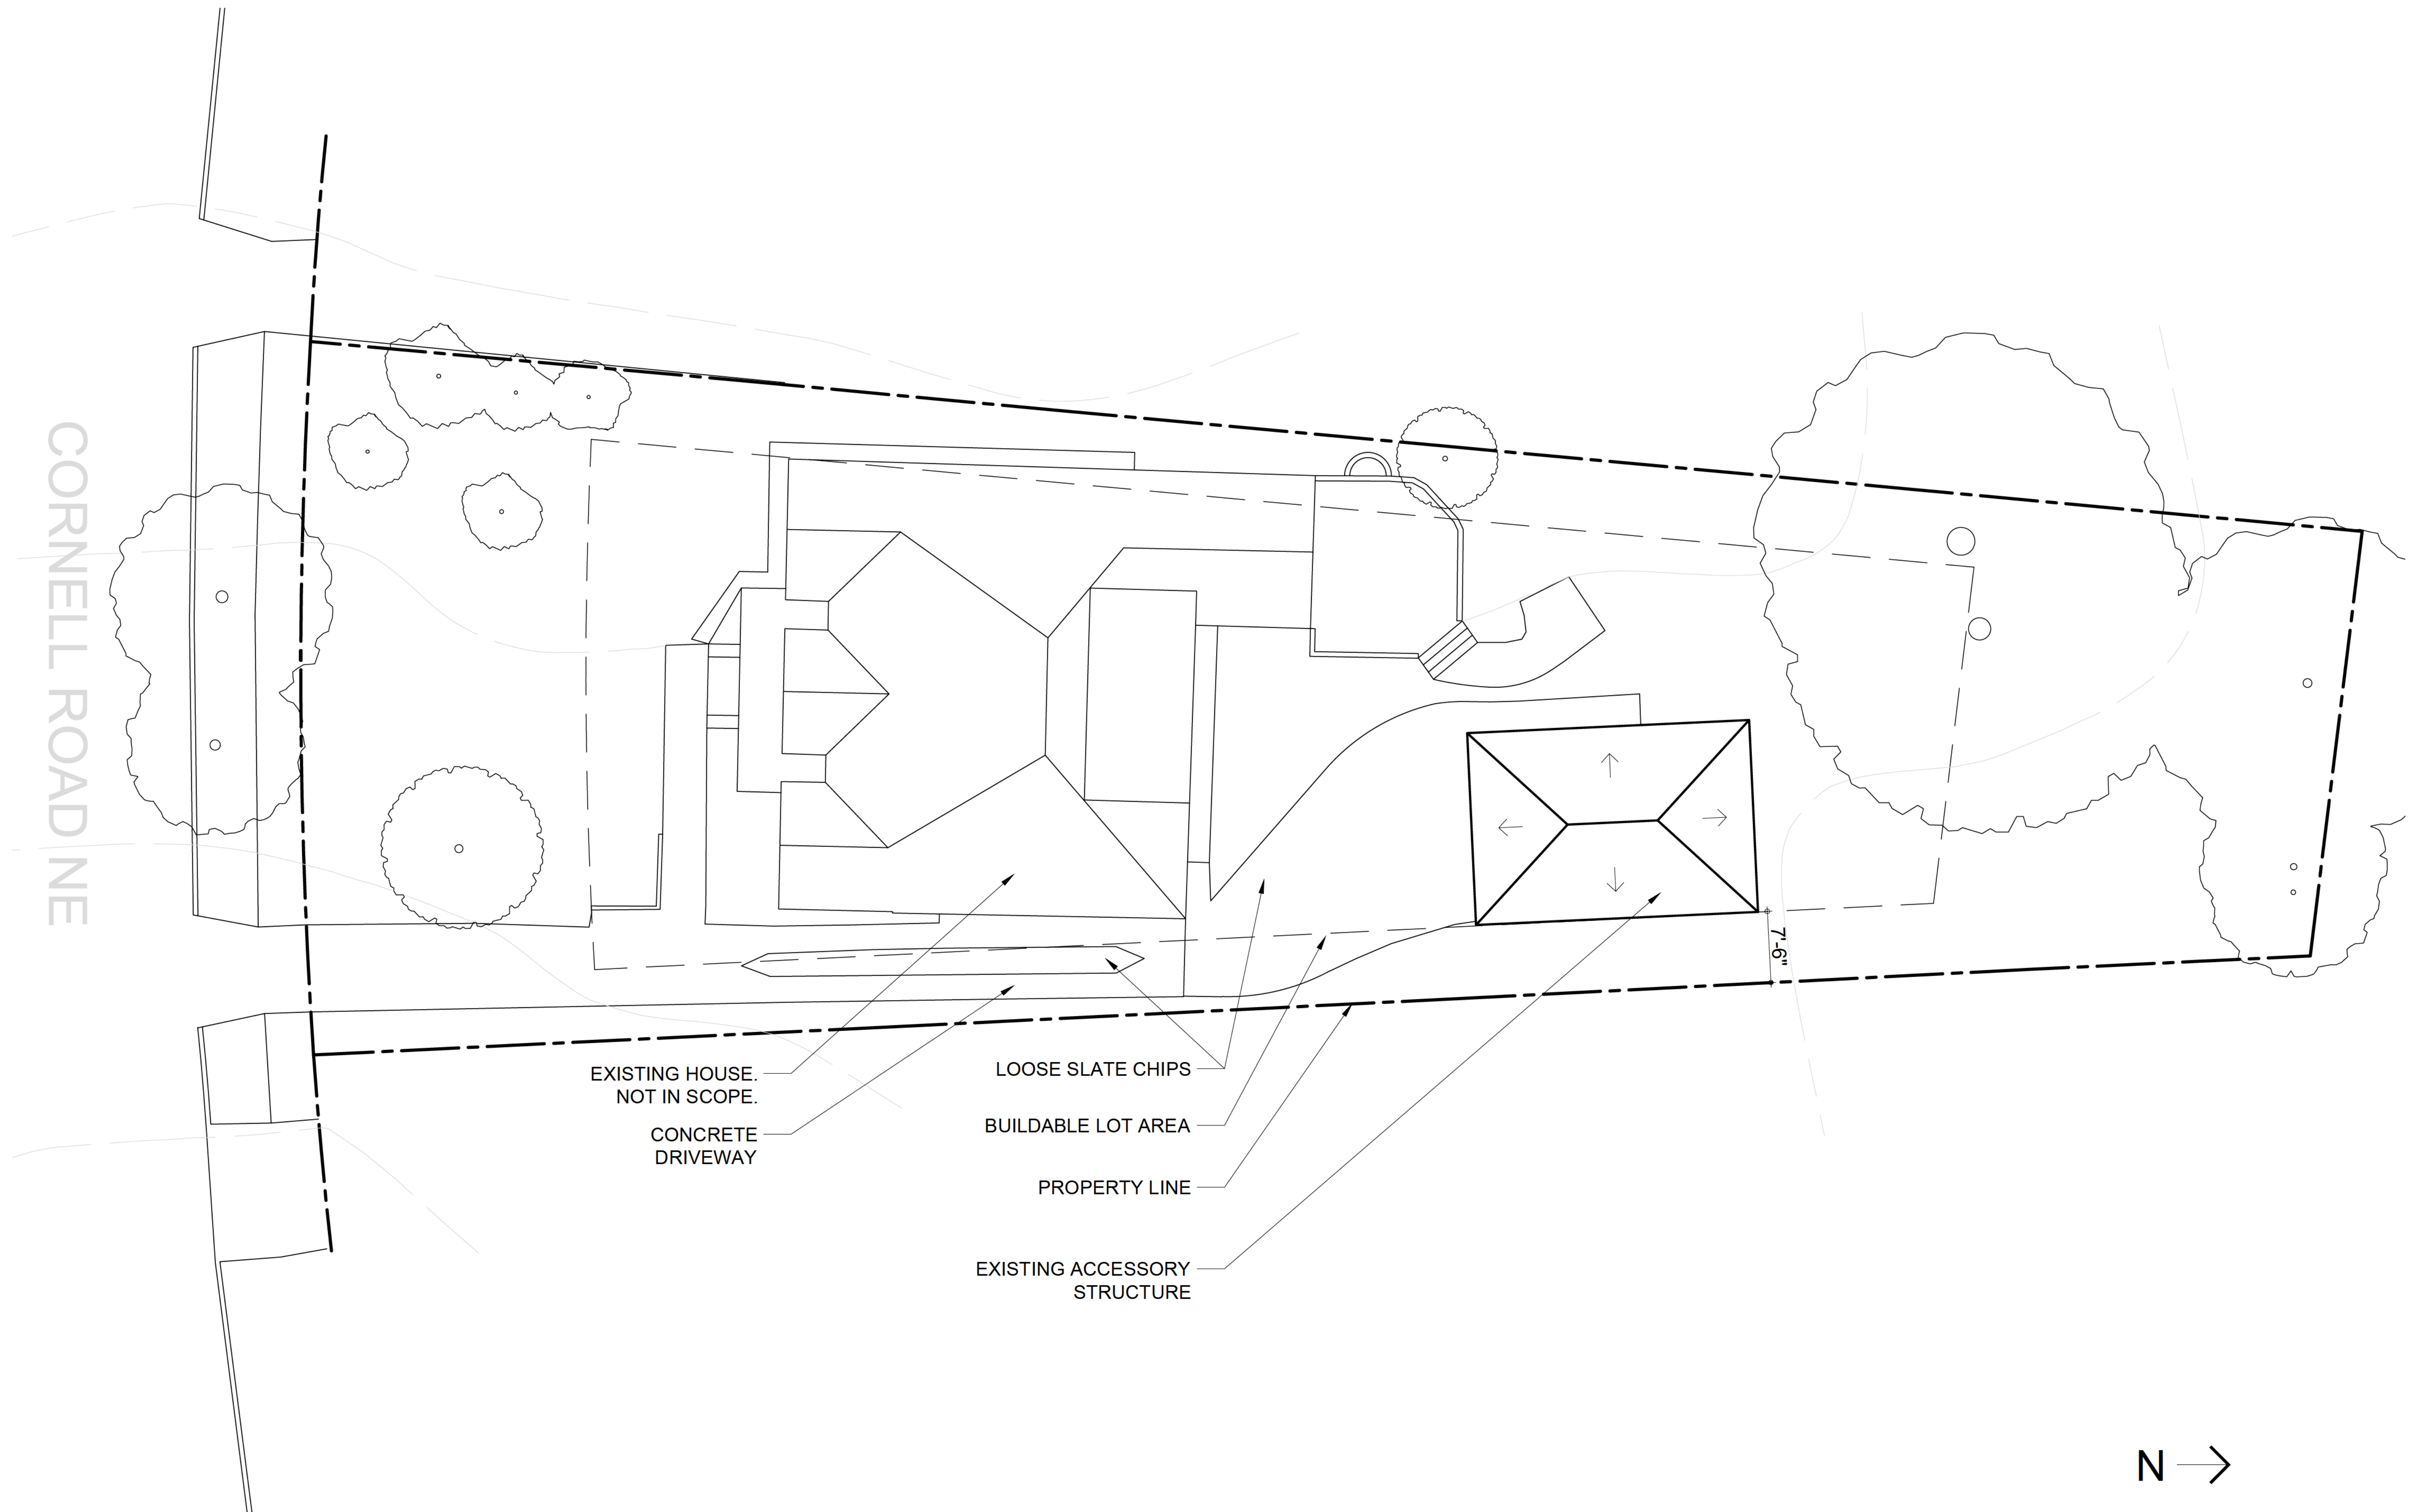 CORNELL ROAD NE
7'-6"
EXISTING HOUSE.
NOT IN SCOPE.
CONCRETE
DRIVEWAY
LOOSE SLATE CHIPS
BUILDABLE LOT AREA
PROPERTY LINE
EXISTING ACCESSORY
STRUCTURE
N